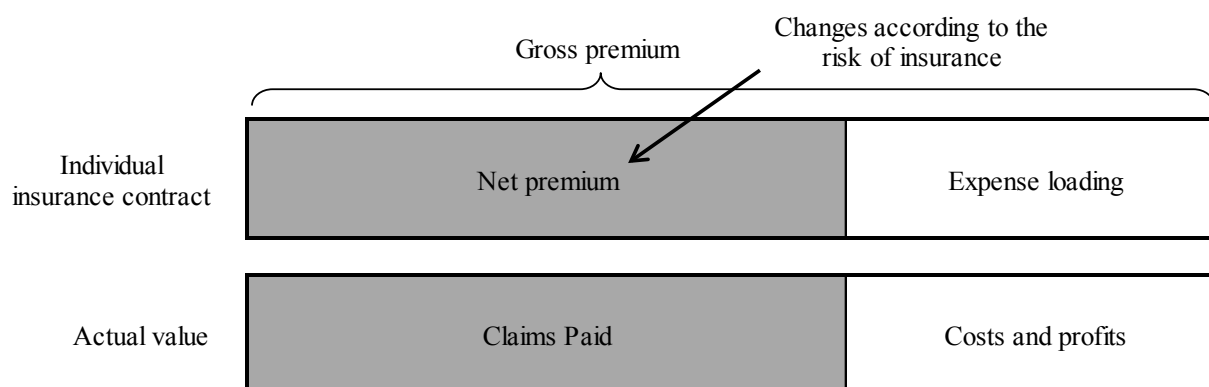 Gross premium
Changes according to the
risk of insurance
Individual
insurance contract
Net premium
Expense loading
Actual value
Claims Paid
Costs and profits